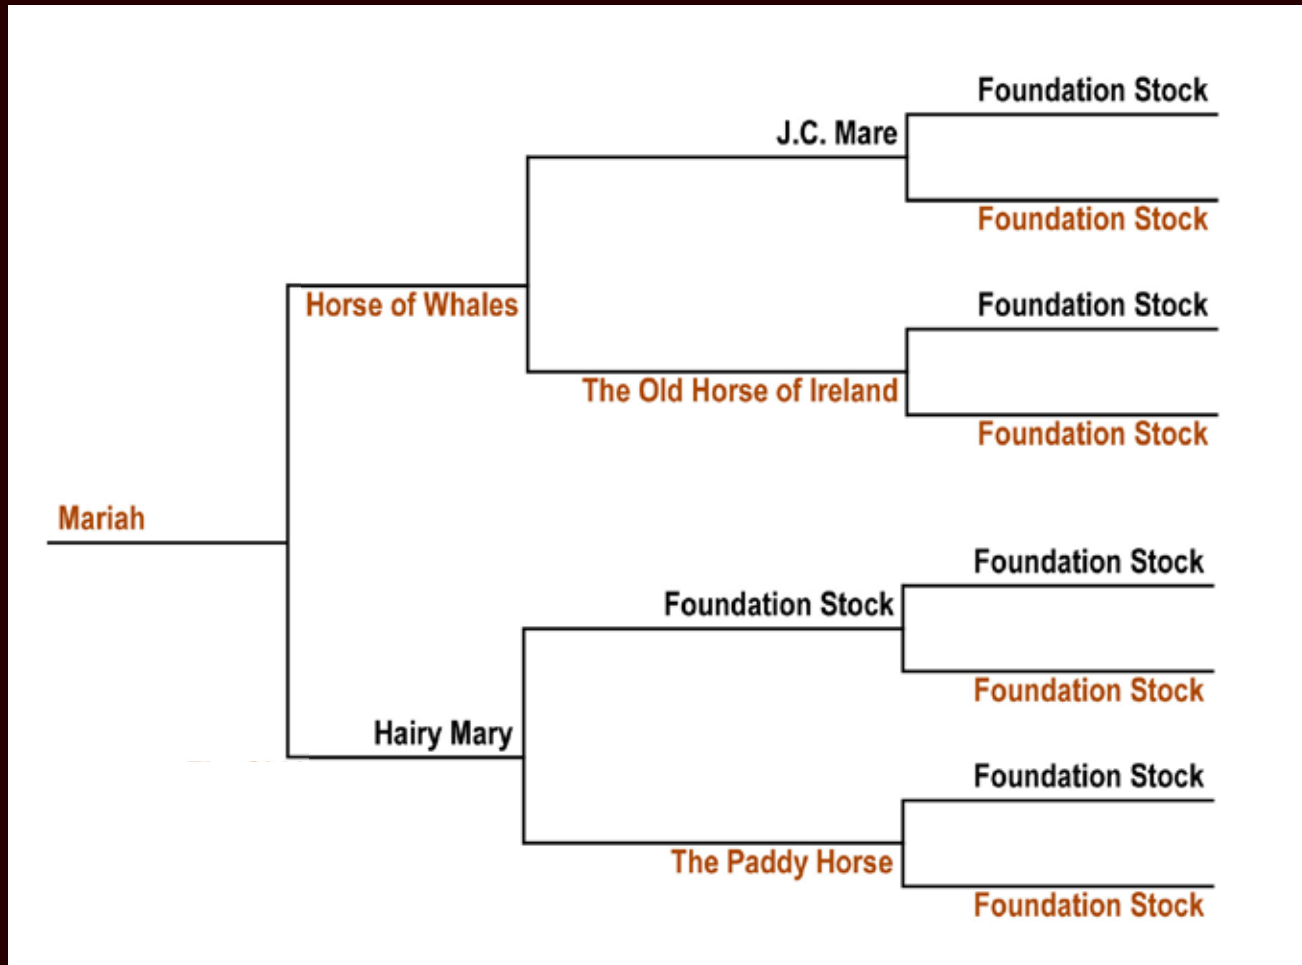 Foundation Stock
J.C. Mare
Foundation Stock
Horse of Whales
Foundation Stock
The Old Horse of Ireland
Foundation Stock
Mariah
Foundation Stock
Foundation Stock
Foundation Stock
Hairy Mary
Foundation Stock
The Paddy Horse
Foundation Stock